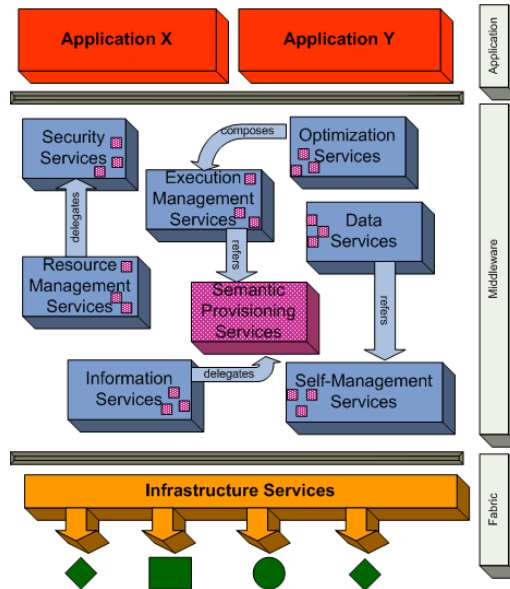 Application X
Application Y
Application
Security
Services
composes
Optimization
Services
Execution
Management
Services
delegates
refers
Data
Services
Middleware
Resource
Management
Services
Semantic
Provisioning
Services
refers
Information
Services
delegates
Self-Management
Services
Infrastructure Services
Fabric